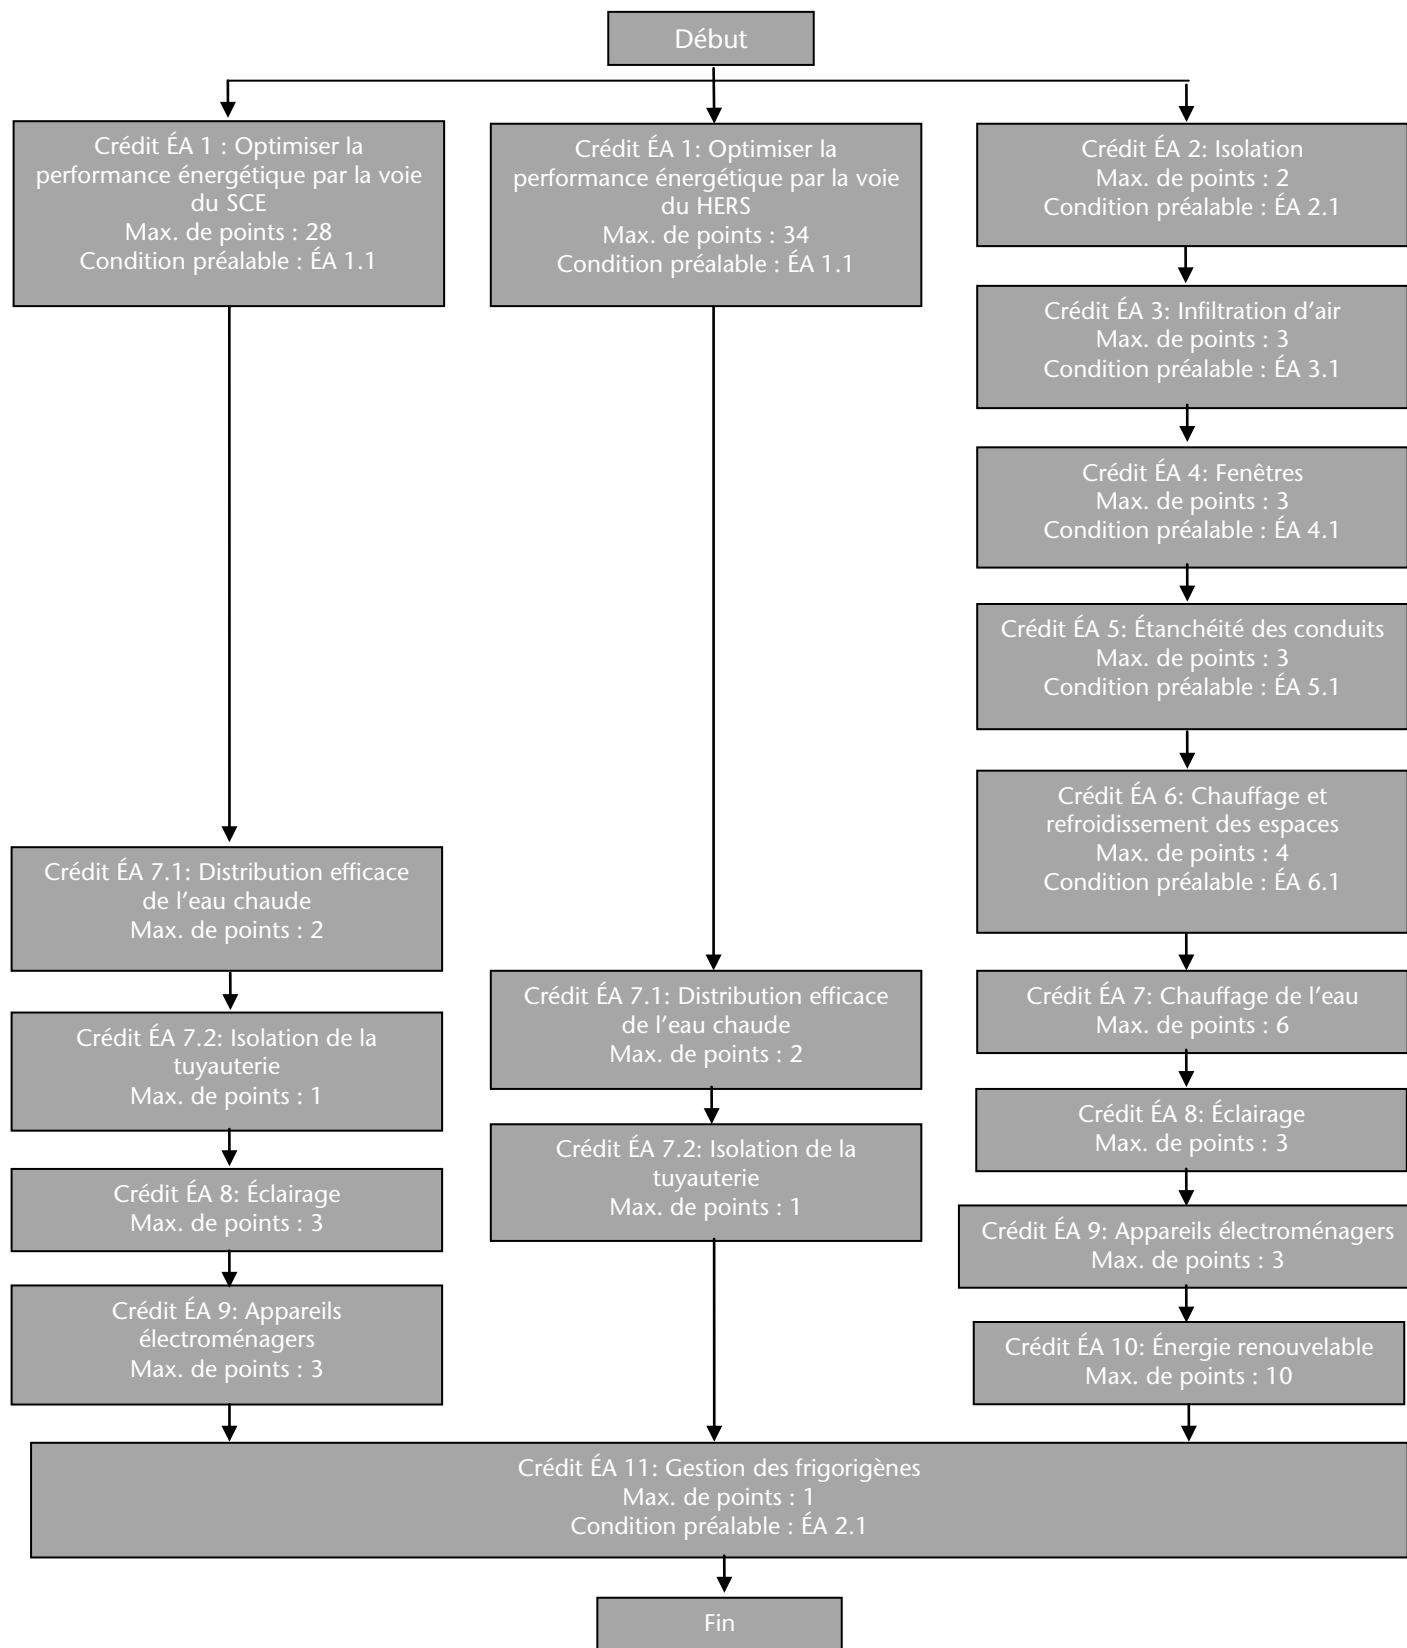 Début
Crédit ÉA 1 : Optimiser la
performance énergétique par la voie
du SCE
Max. de points : 28
Condition préalable : ÉA 1.1
Crédit ÉA 7.1: Distribution efficace
de l’eau chaude
Max. de points : 2
Crédit ÉA 7.2: Isolation de la
tuyauterie
Max. de points : 1
Crédit ÉA 8: Éclairage
Max. de points : 3
Crédit ÉA 9: Appareils
électroménagers
Max. de points : 3
Crédit ÉA 1: Optimiser la
performance énergétique par la voie
du HERS
Max. de points : 34
Condition préalable : ÉA 1.1
Crédit ÉA 7.1: Distribution efficace
de l’eau chaude
Max. de points : 2
Crédit ÉA 7.2: Isolation de la
tuyauterie
Max. de points : 1
Crédit ÉA 2: Isolation
Max. de points : 2
Condition préalable : ÉA 2.1
Crédit ÉA 3: Infiltration d’air
Max. de points : 3
Condition préalable : ÉA 3.1
Crédit ÉA 4: Fenêtres
Max. de points : 3
Condition préalable : ÉA 4.1
Crédit ÉA 5: Étanchéité des conduits
Max. de points : 3
Condition préalable : ÉA 5.1
Crédit ÉA 6: Chauffage et
refroidissement des espaces
Max. de points : 4
Condition préalable : ÉA 6.1
Crédit ÉA 7: Chauffage de l’eau
Max. de points : 6
Crédit ÉA 8: Éclairage
Max. de points : 3
Crédit ÉA 9: Appareils électroménagers
Max. de points : 3
Crédit ÉA 10: Énergie renouvelable
Max. de points : 10
Crédit ÉA 11: Gestion des frigorigènes
Max. de points : 1
Condition préalable : ÉA 2.1
Fin